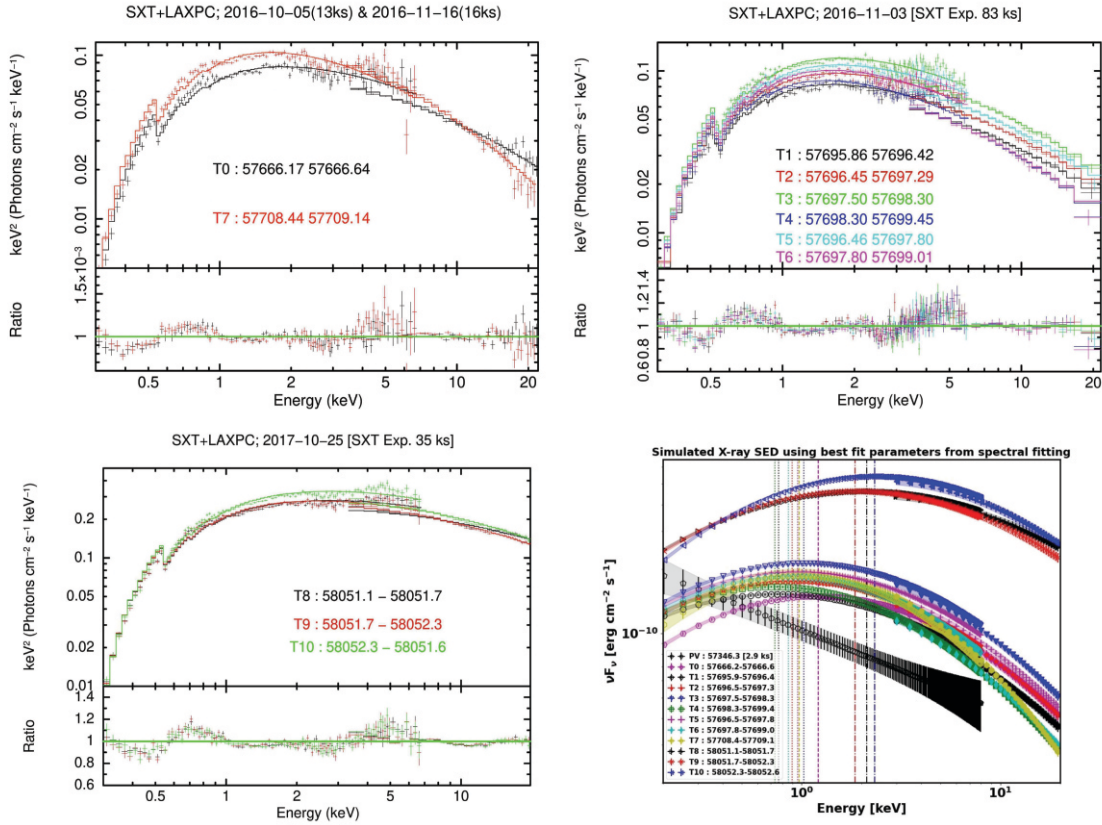 SXT+LAXPC; 2016−10−05(13ks) & 2016−11−16(16ks)
keV² (Photons cm⁻² s⁻¹ keV⁻¹)
0.1
0.05
0.02
0.01
5×10⁻³
T0 : 57666.17 57666.64
T7 : 57708.44 57709.14
Ratio
1.5
1
0.5 1 2 5 10 20
Energy (keV)
SXT+LAXPC; 2016−11−03 [SXT Exp. 83 ks]
keV² (Photons cm⁻² s⁻¹ keV⁻¹)
0.1
0.05
0.02
0.01
T1 : 57695.86 57696.42
T2 : 57696.45 57697.29
T3 : 57697.50 57698.30
T4 : 57698.30 57699.45
T5 : 57696.46 57697.80
T6 : 57697.80 57699.01
Ratio
0.6 0.8 1 1.2 1.4
0.5 1 2 5 10 20
Energy (keV)
SXT+LAXPC; 2017−10−25 [SXT Exp. 35 ks]
keV² (Photons cm⁻² s⁻¹ keV⁻¹)
0.2
0.1
0.05
0.02
0.01
T8 : 58051.1 − 58051.7
T9 : 58051.7 − 58052.3
T10 : 58052.3 − 58051.6
Ratio
1.4
1.2
1
0.8
0.6
0.5 1 2 5 10
Energy (keV)
Simulated X-ray SED using best fit parameters from spectral fitting
νFν [erg cm⁻² s⁻¹]
10⁻¹⁰
PV : 57346.3 [2.9 ks]
T0 : 57666.2-57666.6
T1 : 57695.9-57696.4
T2 : 57696.5-57697.3
T3 : 57697.5-57698.3
T4 : 57698.3-57699.4
T5 : 57696.5-57697.8
T6 : 57697.8-57699.0
T7 : 57708.4-57709.1
T8 : 58051.1-58051.7
T9 : 58051.7-58052.3
T10 : 58052.3-58052.6
10⁰ 10¹
Energy [keV]